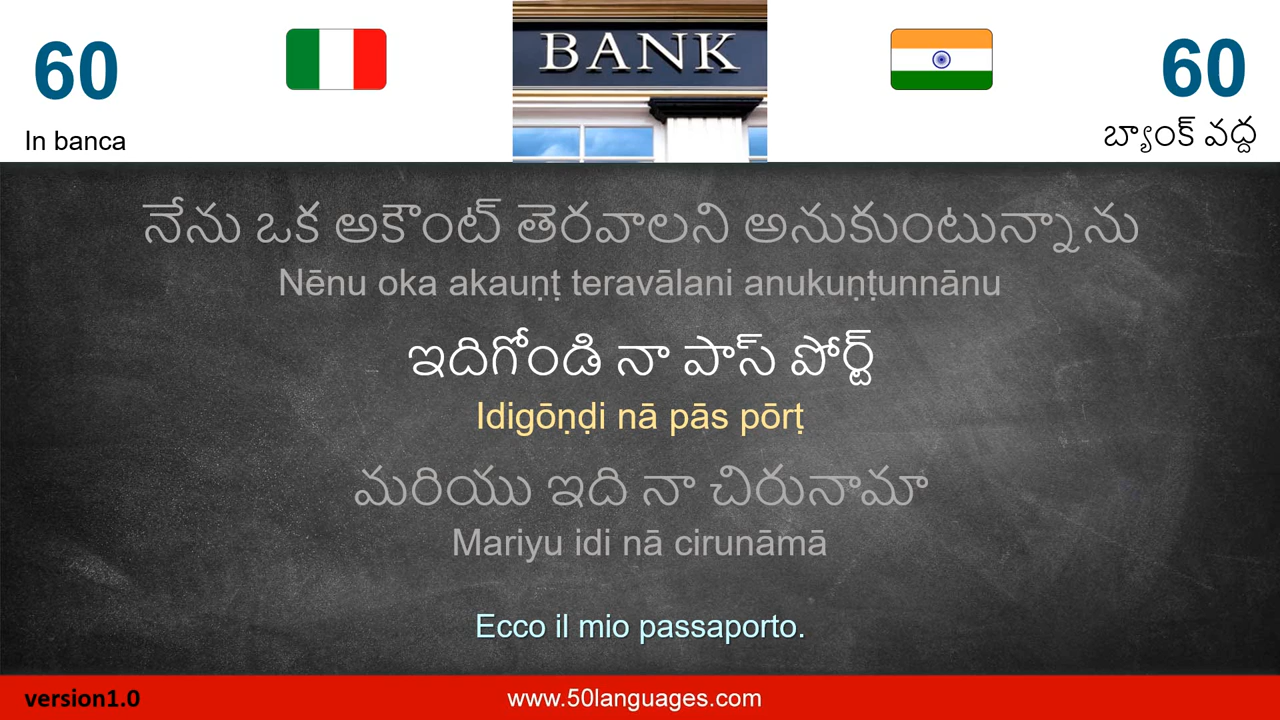 60
In banca
BANK
60
బ్యాంక్ వద్ద
నేను ఒక అకౌంట్ తెరవాలని అనుకుంటున్నాను
Nēnu oka akauṇṭ teravālani anukuṇṭunnānu
ఇదిగోండి నా పాస్ పోర్ట్
Idigōṇḍi nā pās pōrṭ
మరియు ఇది నా చిరునామా
Mariyu idi nā cirunāmā
Ecco il mio passaporto.
version1.0
www.50languages.com